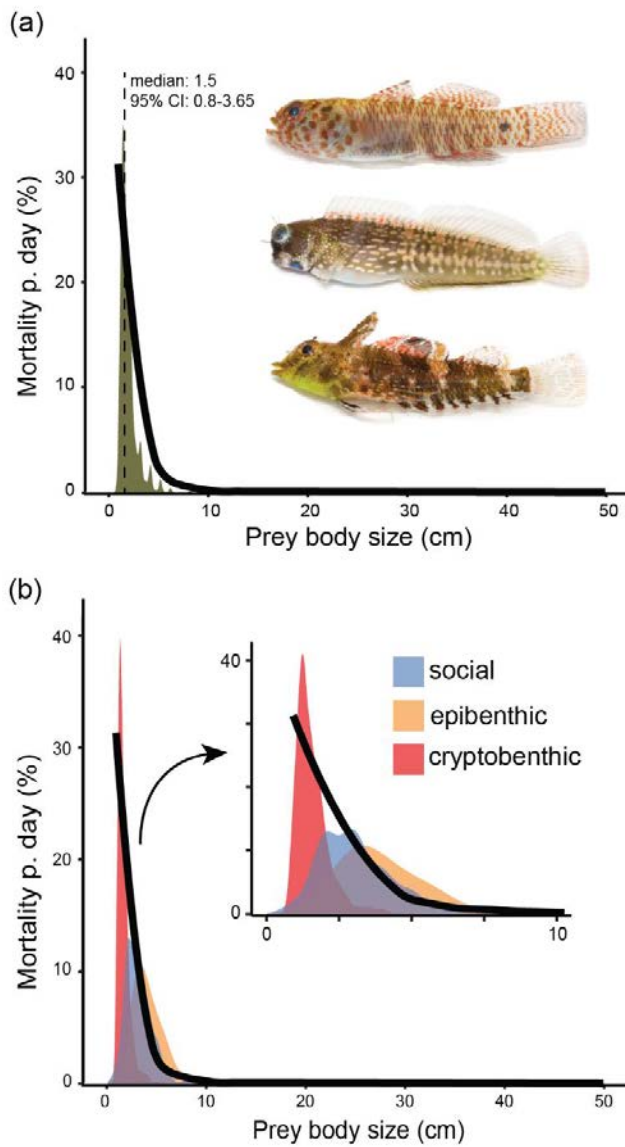 (a)
Mortality p. day (%)
40
30
20
10
0
median: 1.5
95% CI: 0.8-3.65
0 10 20 30 40 50
Prey body size (cm)
(b)
Mortality p. day (%)
40
30
20
10
0
40
0
social
epibenthic
cryptobenthic
0 10
0 10 20 30 40 50
Prey body size (cm)